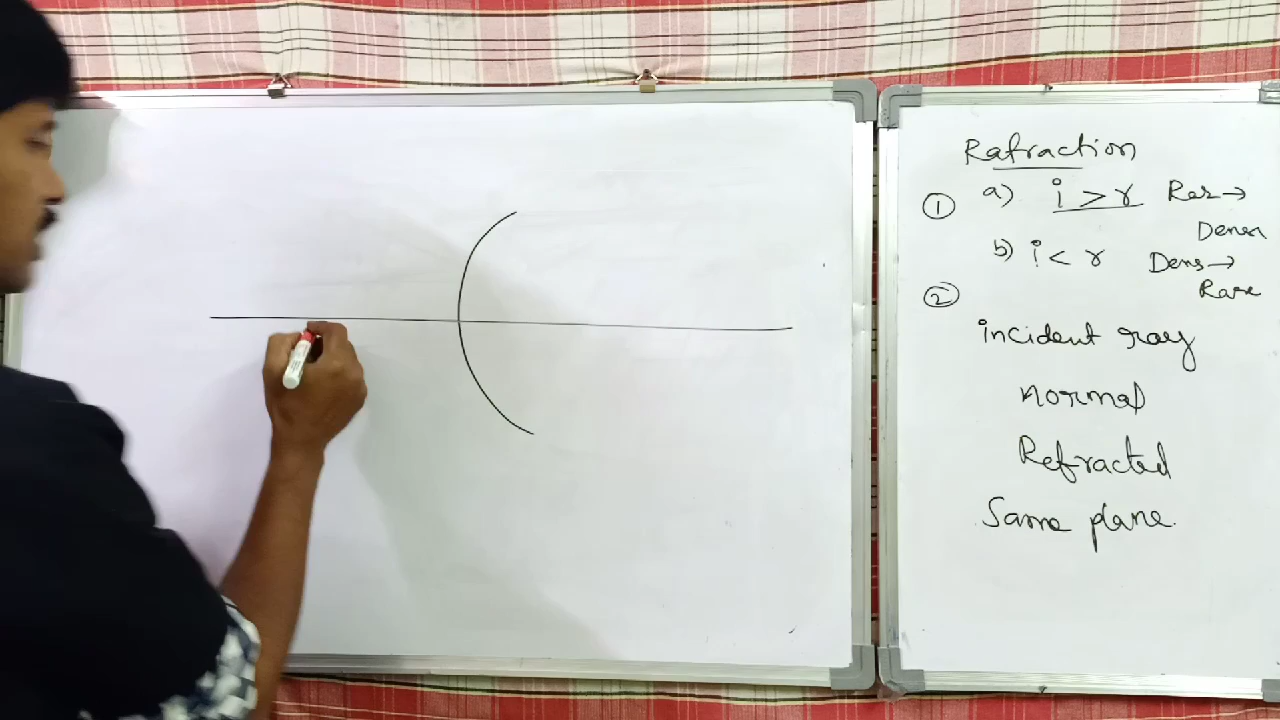 Rafraction
① a) i > r Rar →
Denser
b) i < r Dens →
Rare
②
incident ray
normal
Refracted
Same plane.